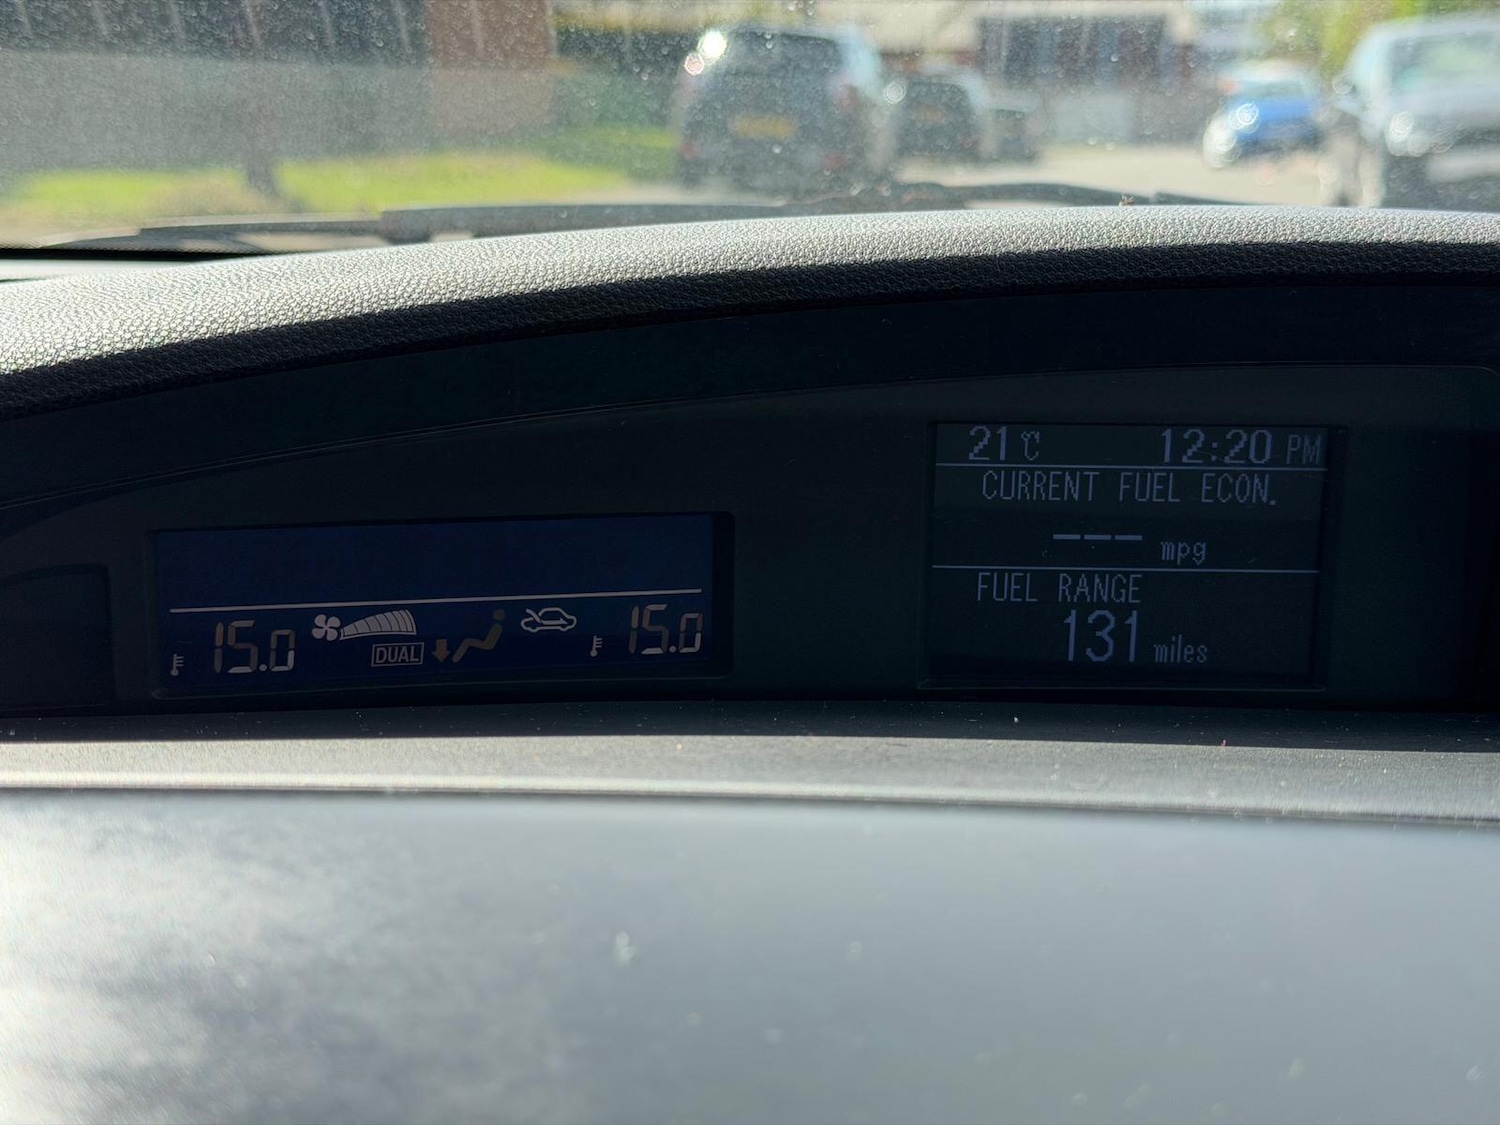 21°C 12:20 PM
CURRENT FUEL ECON.
--- mpg
FUEL RANGE
131 miles
15.0 DUAL 15.0